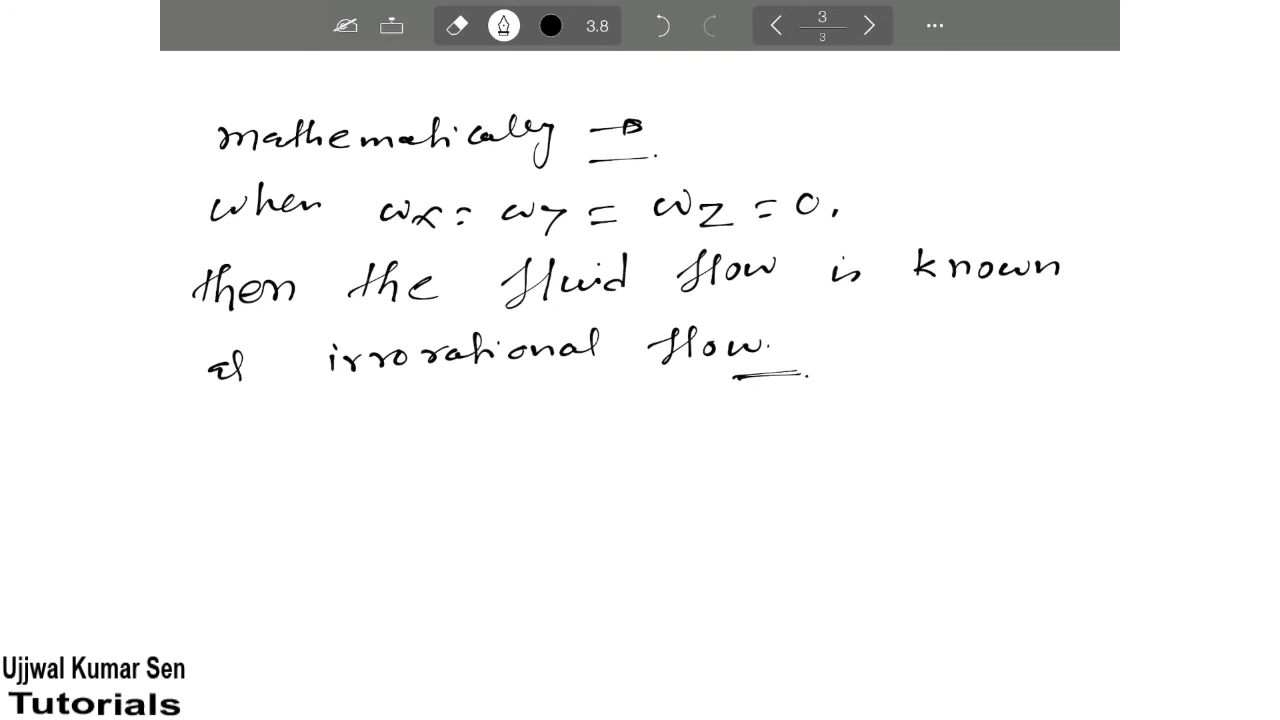 3.8
3
3
mathematically →
when ωx = ωy = ωz = 0.
then the fluid flow is known
as irrorational flow.
Ujjwal Kumar Sen
Tutorials